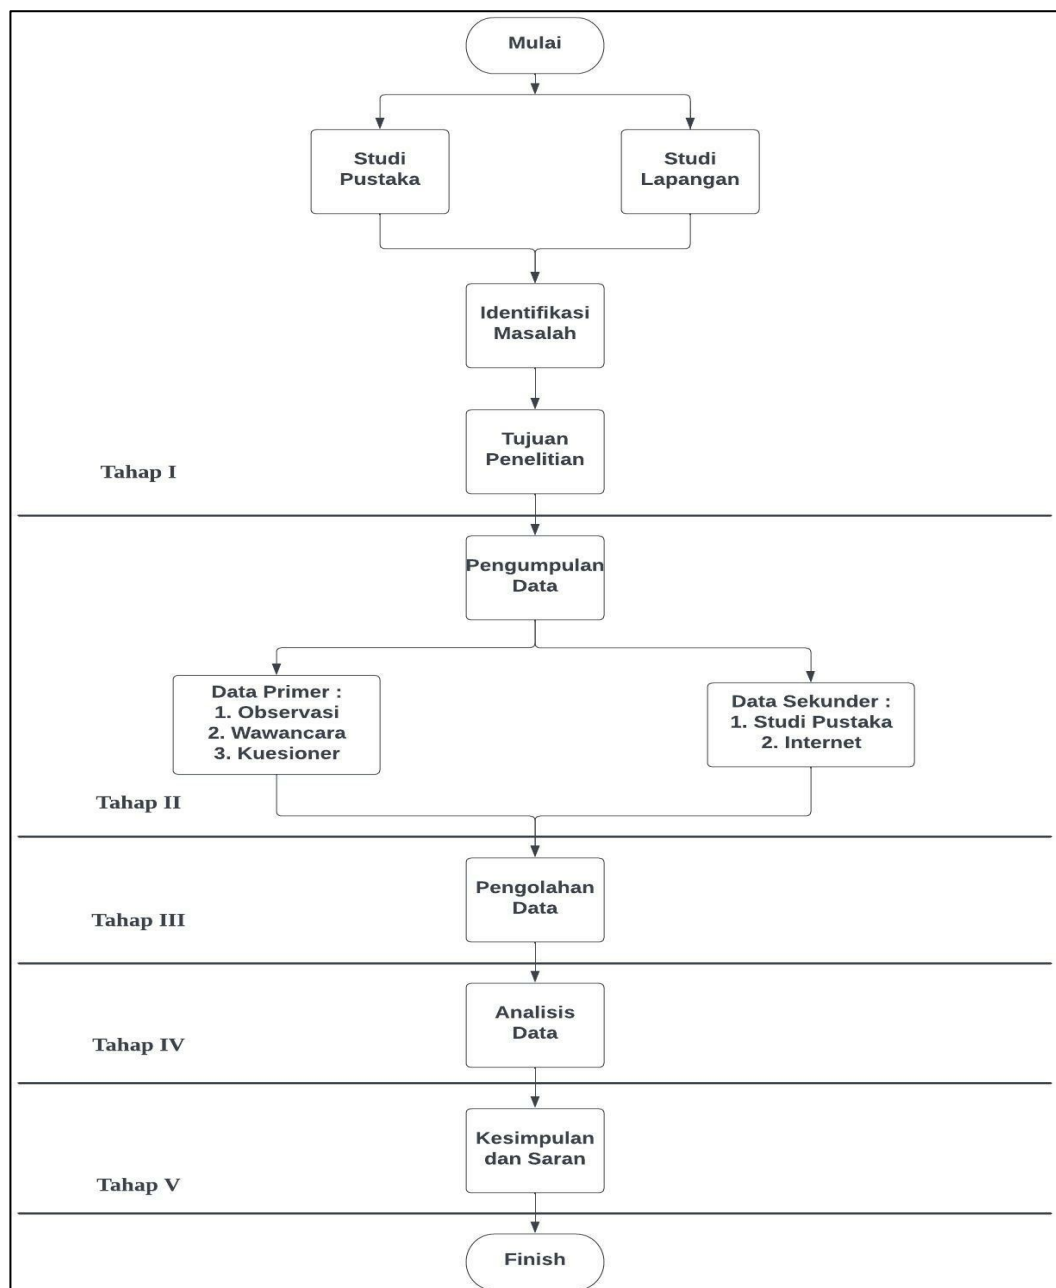 Mulai
Studi
Pustaka
Studi
Lapangan
Identifikasi
Masalah
Tujuan
Penelitian
Tahap I
Pengumpulan
Data
Data Primer :
1. Observasi
2. Wawancara
3. Kuesioner
Data Sekunder :
1. Studi Pustaka
2. Internet
Tahap II
Pengolahan
Data
Tahap III
Analisis
Data
Tahap IV
Kesimpulan
dan Saran
Tahap V
Finish